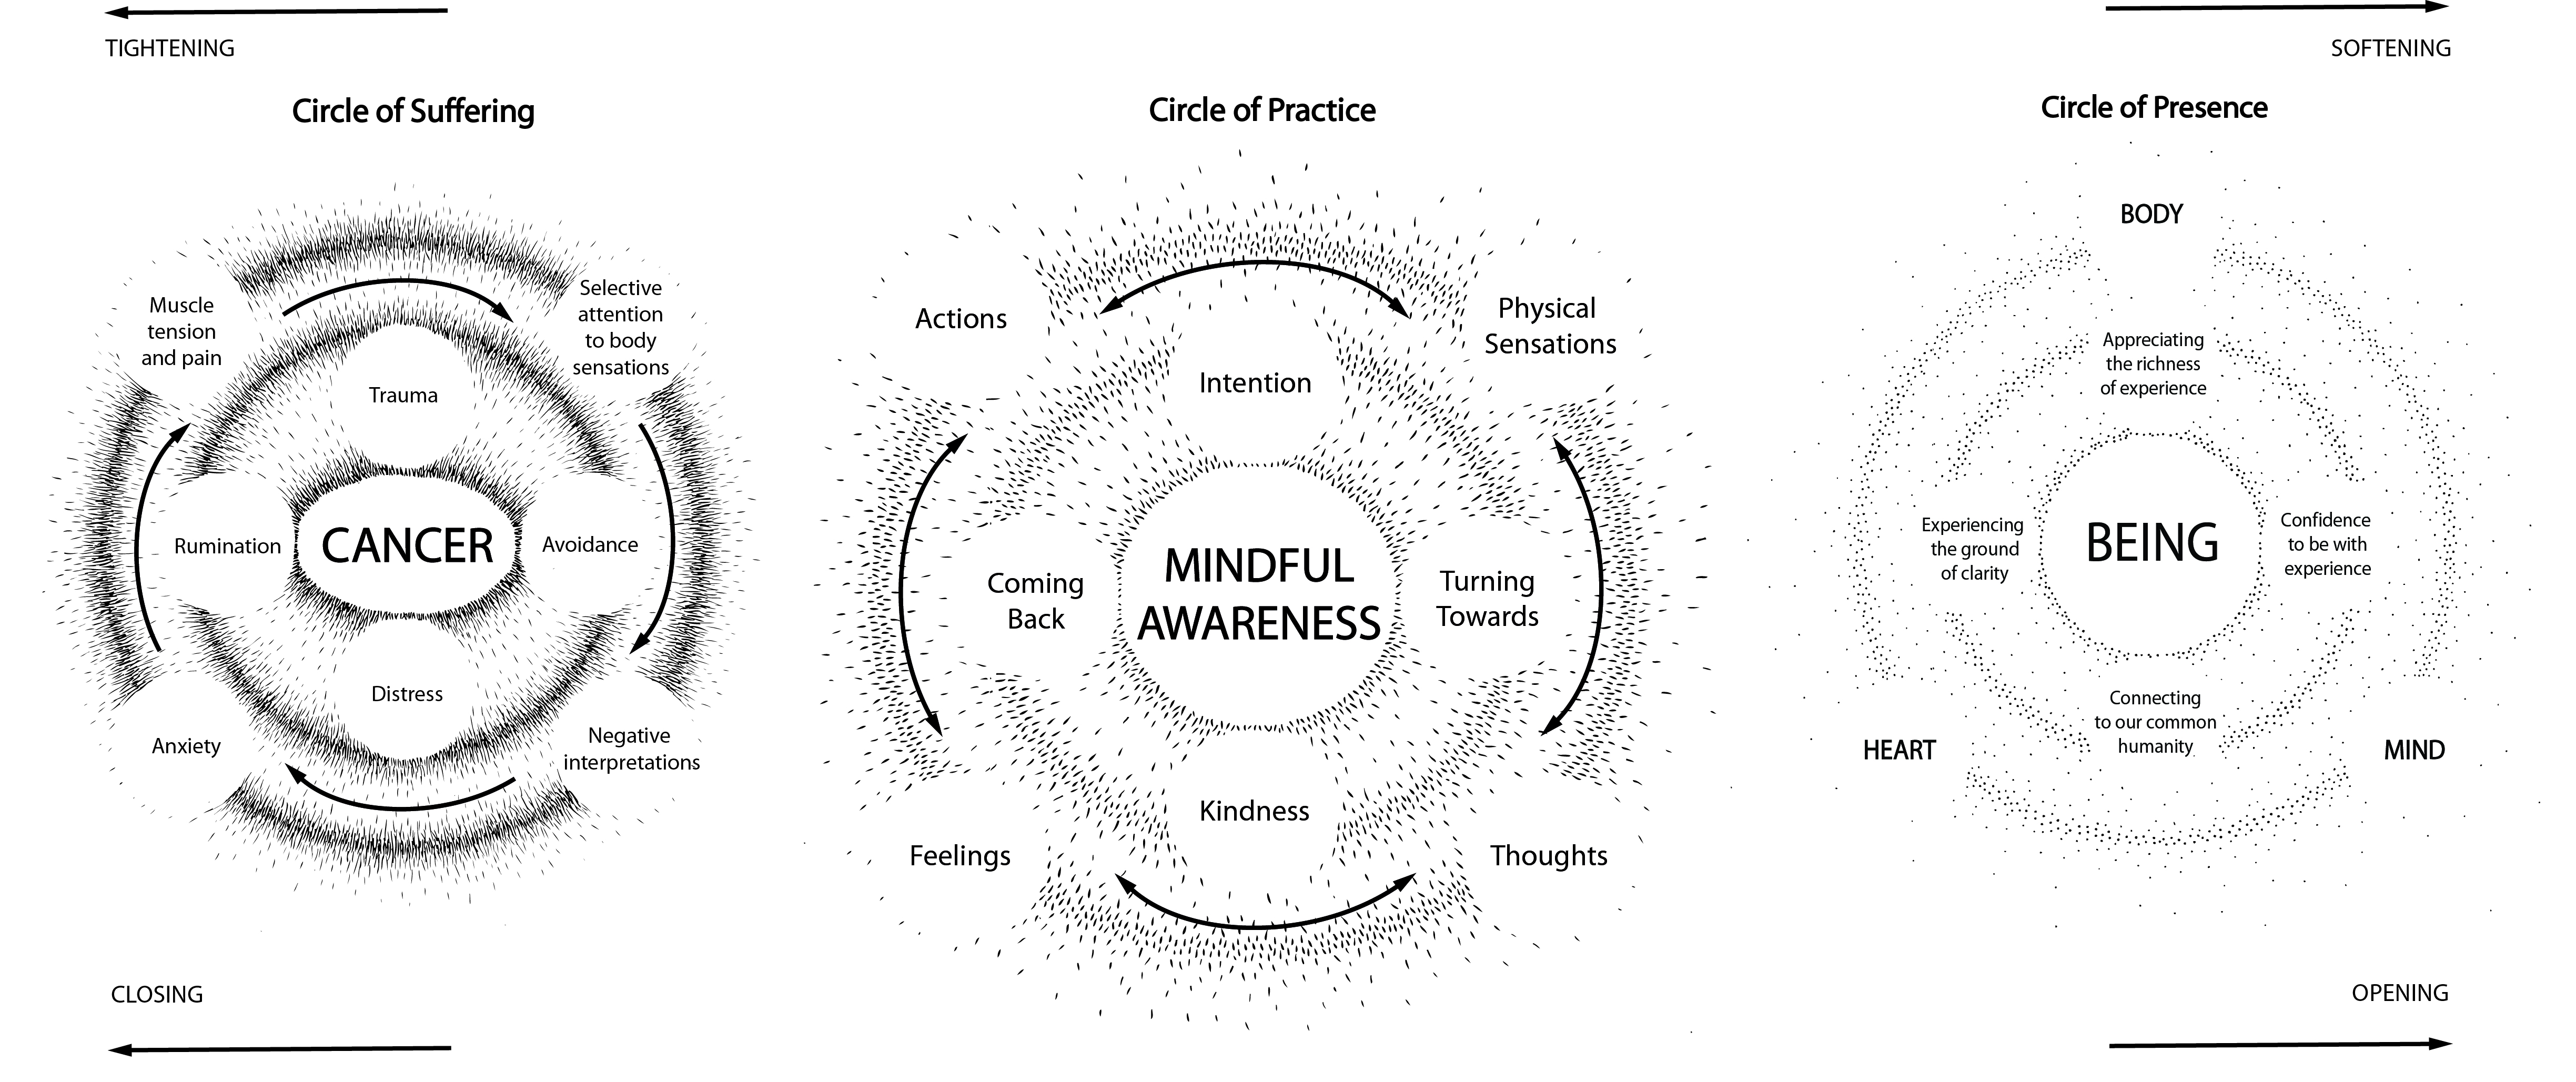 TIGHTENING
SOFTENING
Circle of Suffering
Muscle
tension
and pain
Selective
attention
to body
sensations
Trauma
Rumination
CANCER
Avoidance
Distress
Anxiety
Negative
interpretations
Circle of Practice
Actions
Physical
Sensations
Intention
Coming
Back
MINDFUL
AWARENESS
Turning
Towards
Kindness
Feelings
Thoughts
Circle of Presence
BODY
Appreciating
the richness
of experience
Experiencing
the ground
of clarity
BEING
Confidence
to be with
experience
Connecting
to our common
humanity
HEART
MIND
CLOSING
OPENING